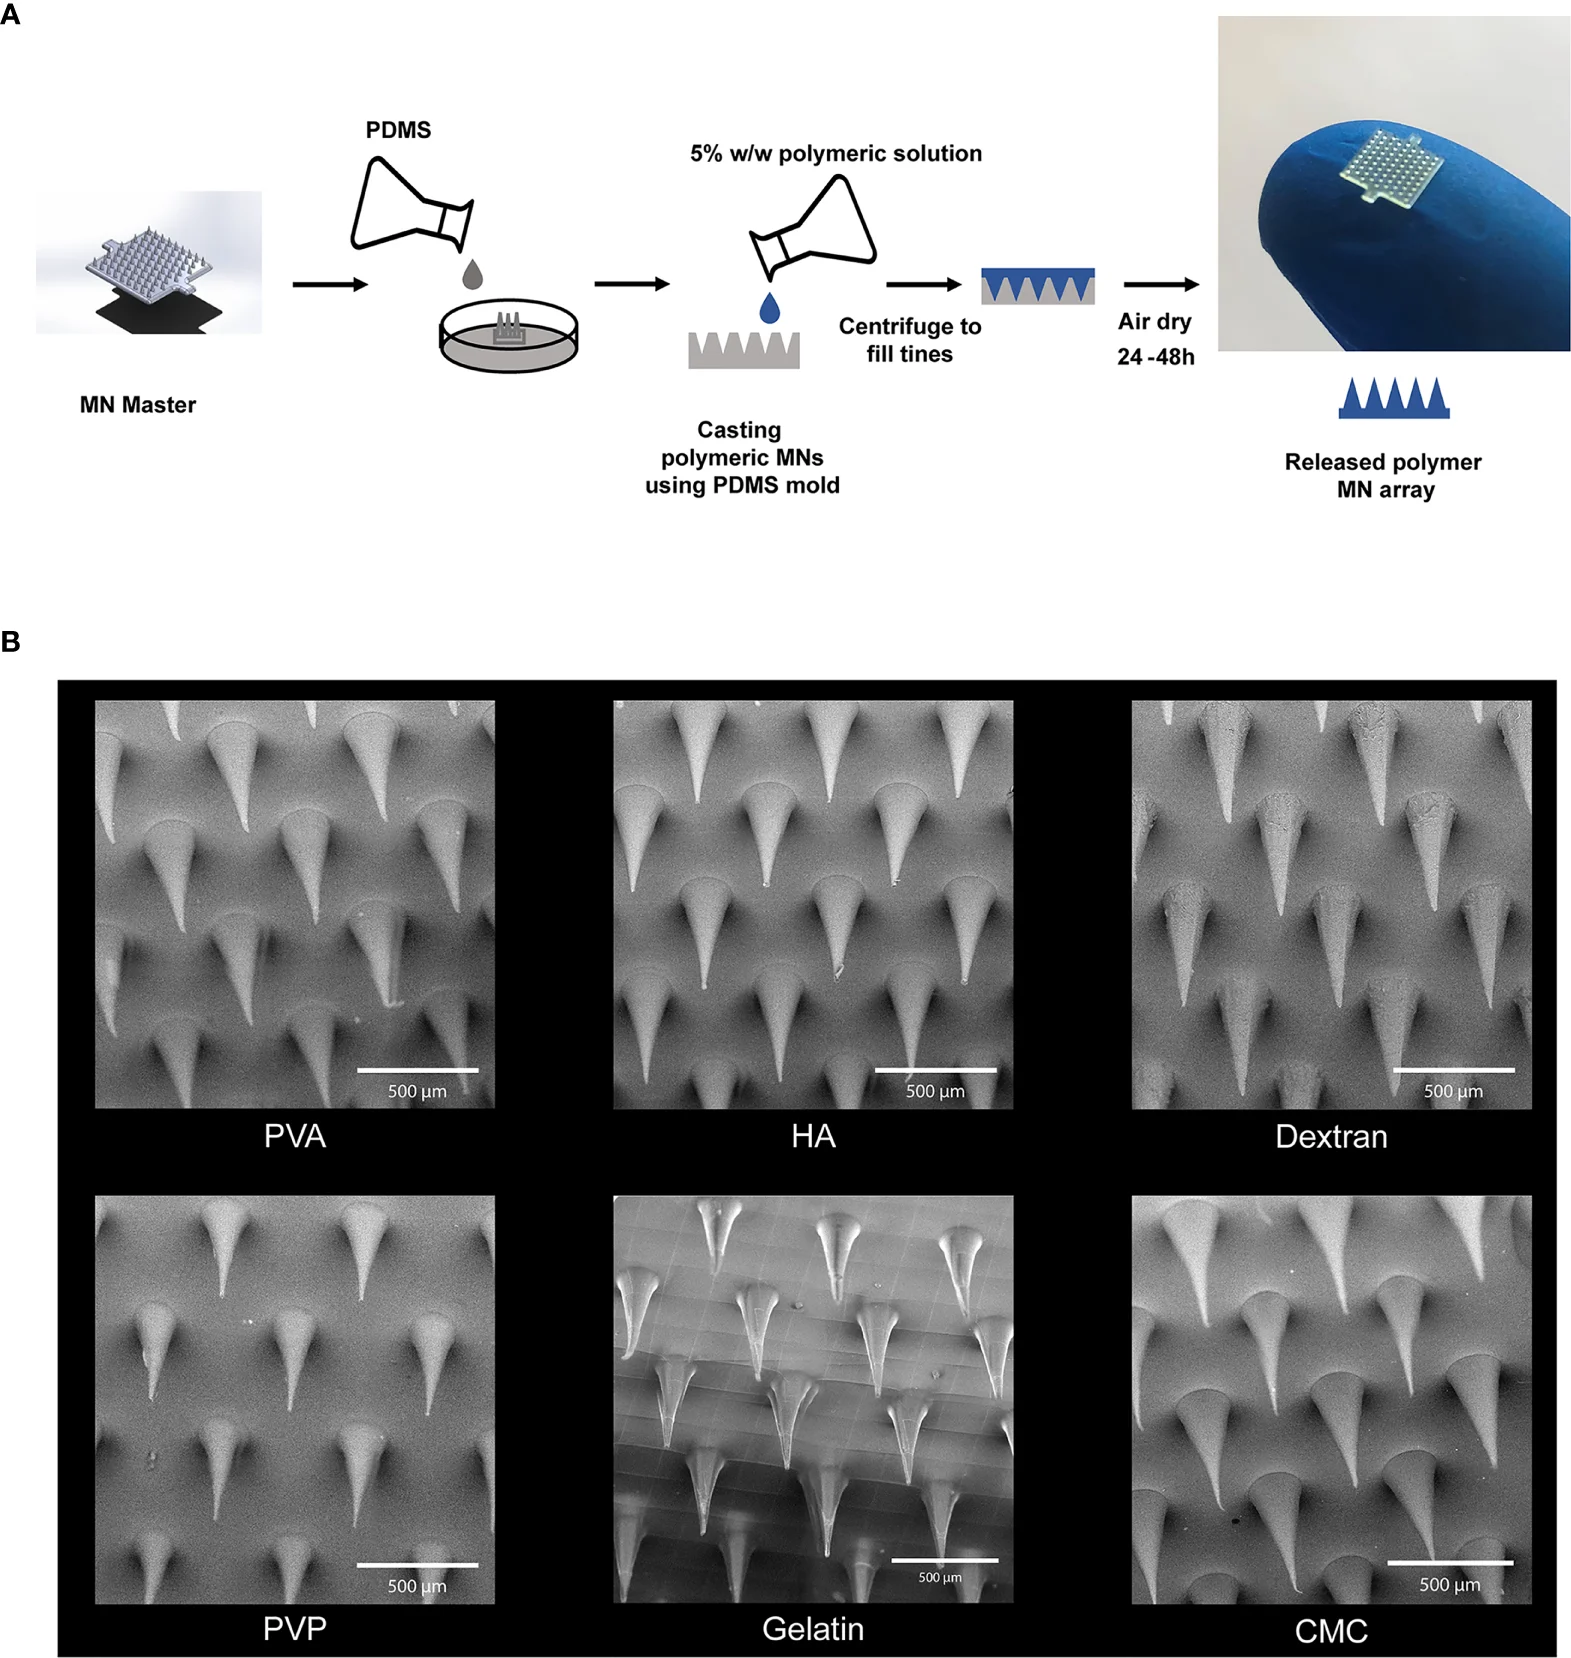 A
PDMS
5% w/w polymeric solution
MN Master
Centrifuge to
fill tines
Air dry
24 -48h
Casting
polymeric MNs
using PDMS mold
Released polymer
MN array
B
500 µm
500 µm
500 µm
PVA
HA
Dextran
500 µm
500 µm
500 µm
PVP
Gelatin
CMC